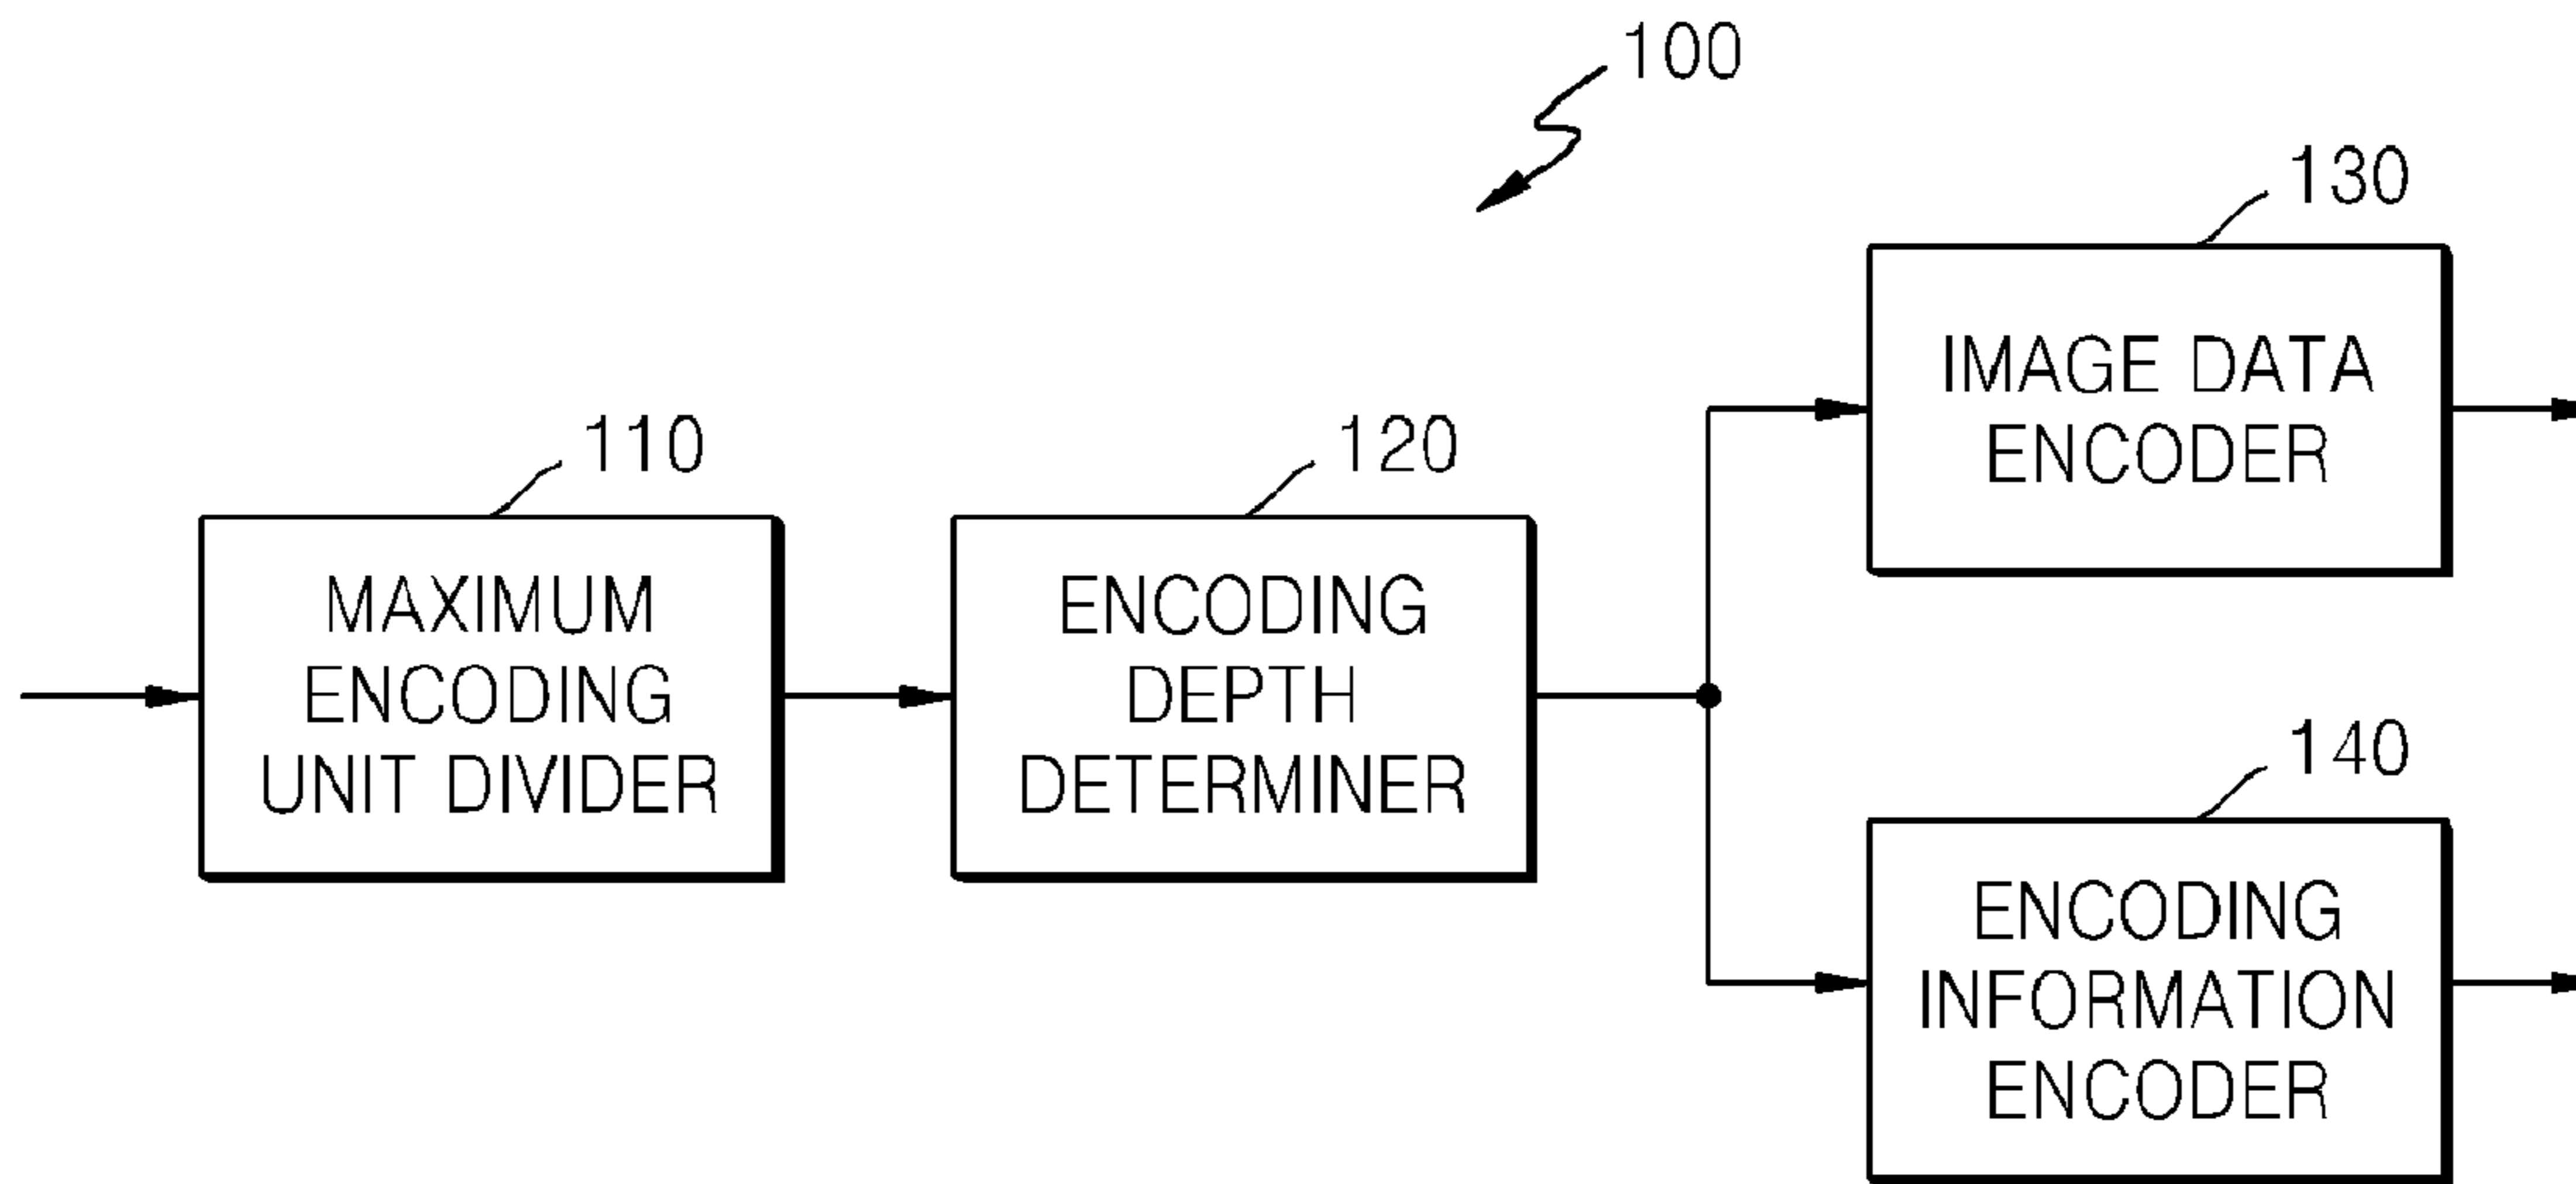 100
110
MAXIMUM
ENCODING
UNIT DIVIDER
120
ENCODING
DEPTH
DETERMINER
130
IMAGE DATA
ENCODER
140
ENCODING
INFORMATION
ENCODER